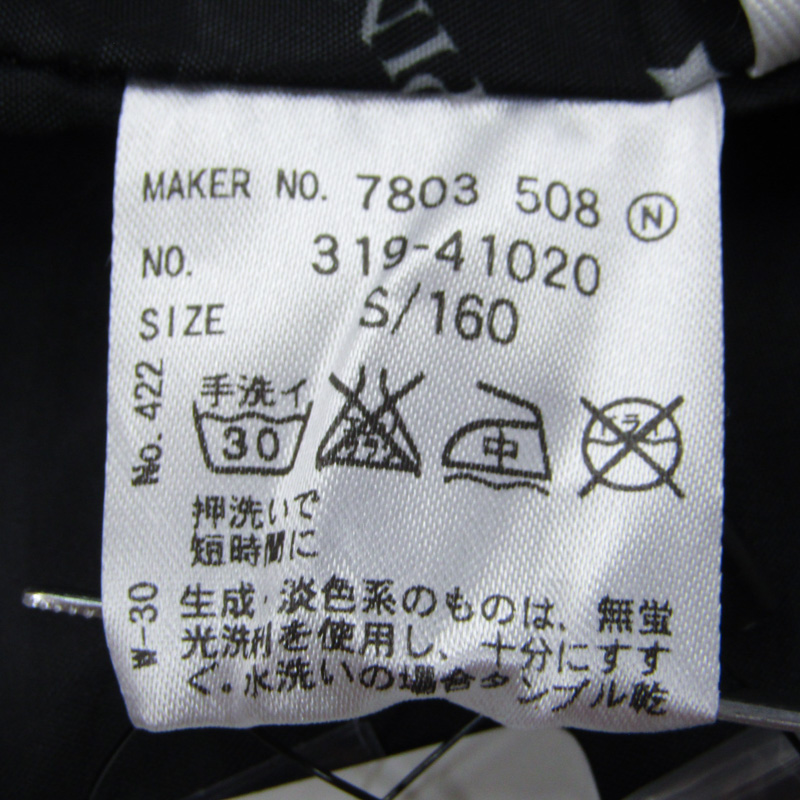 MAKER NO. 7803 508 Ⓝ
NO. 319-41020
SIZE S/160
No. 422
手洗イ
30
中
押洗いで
短時間に
W-30
生成・淡色系のものは、無蛍
光洗剤を使用し、十分にすす
ぐ。水洗いの場合タンブル乾